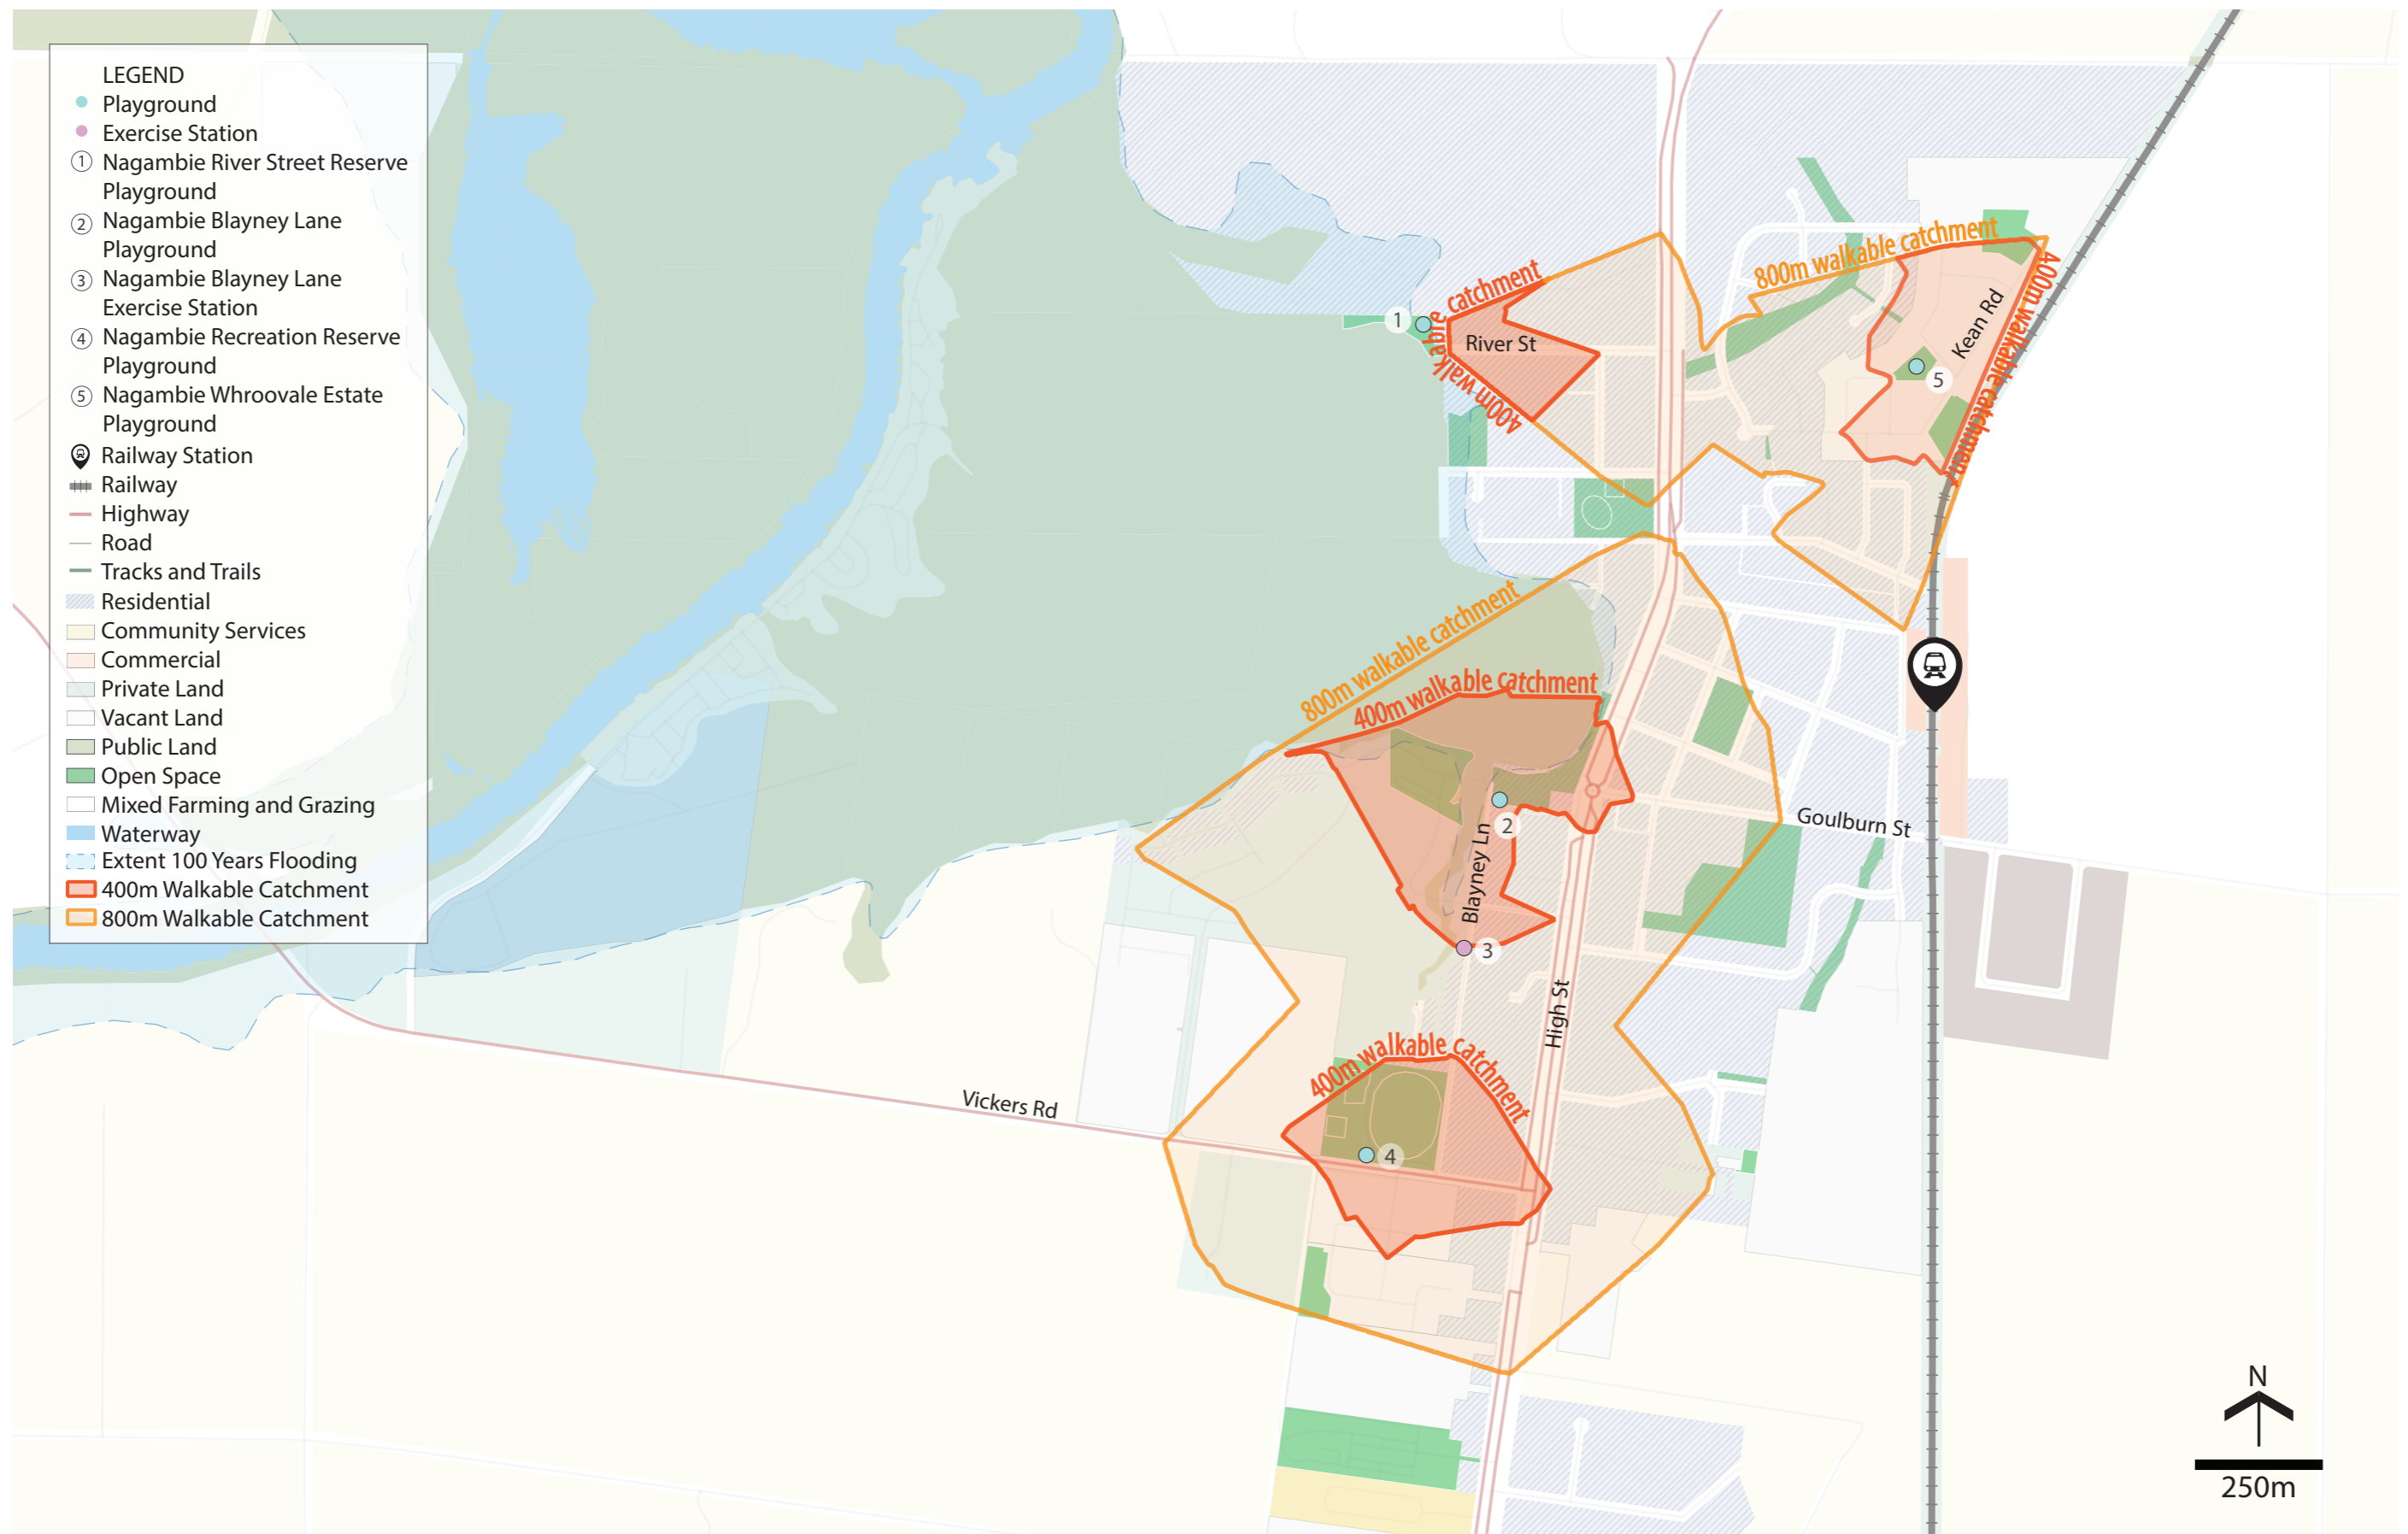 LEGEND
Playground
Exercise Station
1 Nagambie River Street Reserve
Playground
2 Nagambie Blayney Lane
Playground
3 Nagambie Blayney Lane
Exercise Station
4 Nagambie Recreation Reserve
Playground
5 Nagambie Whroovale Estate
Playground
Railway Station
Railway
Highway
Road
Tracks and Trails
Residential
Community Services
Commercial
Private Land
Vacant Land
Public Land
Open Space
Mixed Farming and Grazing
Waterway
Extent 100 Years Flooding
400m Walkable Catchment
800m Walkable Catchment
800m walkable catchment
400m walkable catchment
1
River St
400m walkable catchment
Kean Rd
5
800m walkable catchment
400m walkable catchment
2
Goulburn St
Blayney Ln
3
High St
400m walkable catchment
Vickers Rd
4
N
250m